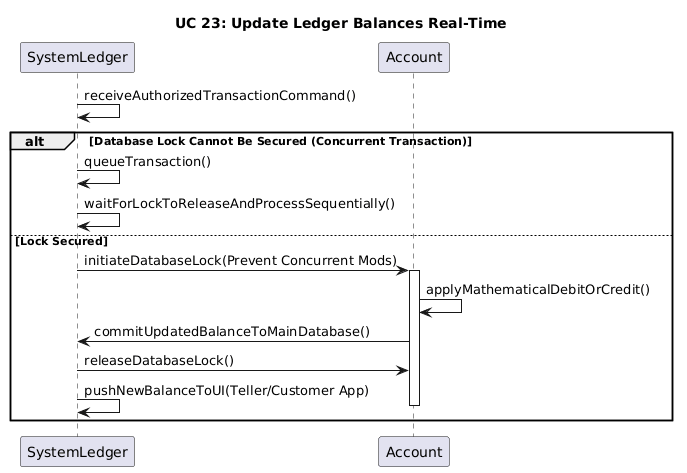 UC 23: Update Ledger Balances Real-Time
SystemLedger
Account
receiveAuthorizedTransactionCommand()
alt
[Database Lock Cannot Be Secured (Concurrent Transaction)]
queueTransaction()
waitForLockToReleaseAndProcessSequentially()
[Lock Secured]
initiateDatabaseLock(Prevent Concurrent Mods)
applyMathematicalDebitOrCredit()
commitUpdatedBalanceToMainDatabase()
releaseDatabaseLock()
pushNewBalanceToUI(Teller/Customer App)
SystemLedger
Account